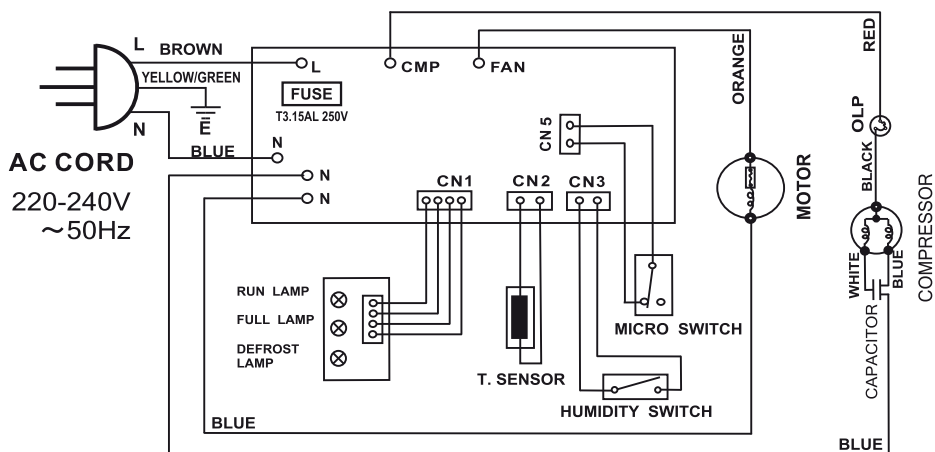 L BROWN
YELLOW/GREEN
E
N
BLUE
AC CORD
220-240V
~50Hz
L
CMP
FAN
FUSE
T3.15AL 250V
N
N
N
CN 5
CN1
CN2
CN3
ORANGE
RED
OLP
BLACK
MOTOR
COMPRESSOR
WHITE
BLUE
CAPACITOR
RUN LAMP
FULL LAMP
DEFROST
LAMP
T. SENSOR
MICRO SWITCH
HUMIDITY SWITCH
BLUE
BLUE